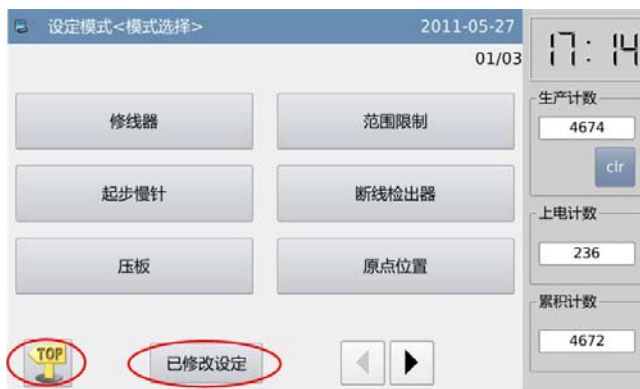 设定模式<模式选择> 2011-05-27
17:14
01/03
修线器 范围限制
起步慢针 断线检出器
压板 原点位置
TOP 已修改设定
生产计数
4674
clr
上电计数
236
累积计数
4672